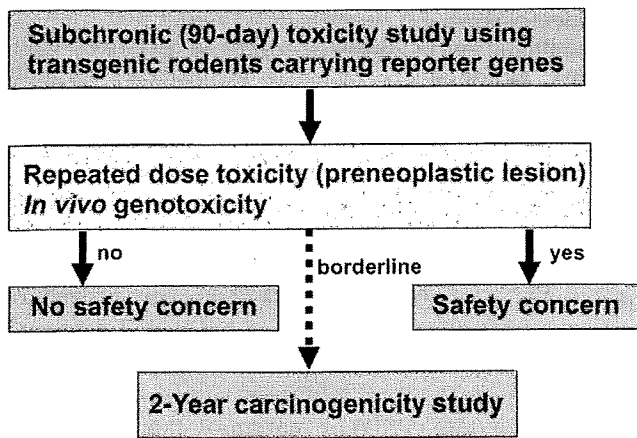 Subchronic (90-day) toxicity study using
transgenic rodents carrying reporter genes
Repeated dose toxicity (preneoplastic lesion)
In vivo genotoxicity
no
borderline
yes
No safety concern
Safety concern
2-Year carcinogenicity study